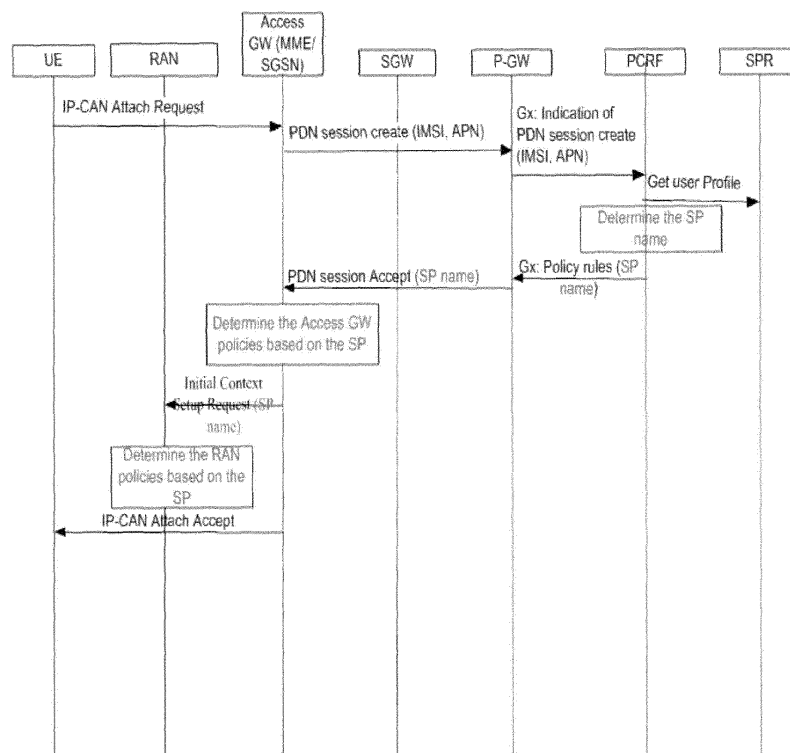 Access
GW (MME/
SGSN)
UE
RAN
SGW
P-GW
PCRF
SPR
IP-CAN Attach Request
PDN session create (IMSI, APN)
Gx: Indication of
PDN session create
(IMSI, APN)
Get user Profile
Determine the SP
name
Gx: Policy rules (SP
name)
PDN session Accept (SP name)
Determine the Access GW
policies based on the SP
Initial Context
Setup Request (SP
name)
Determine the RAN
policies based on the
SP
IP-CAN Attach Accept